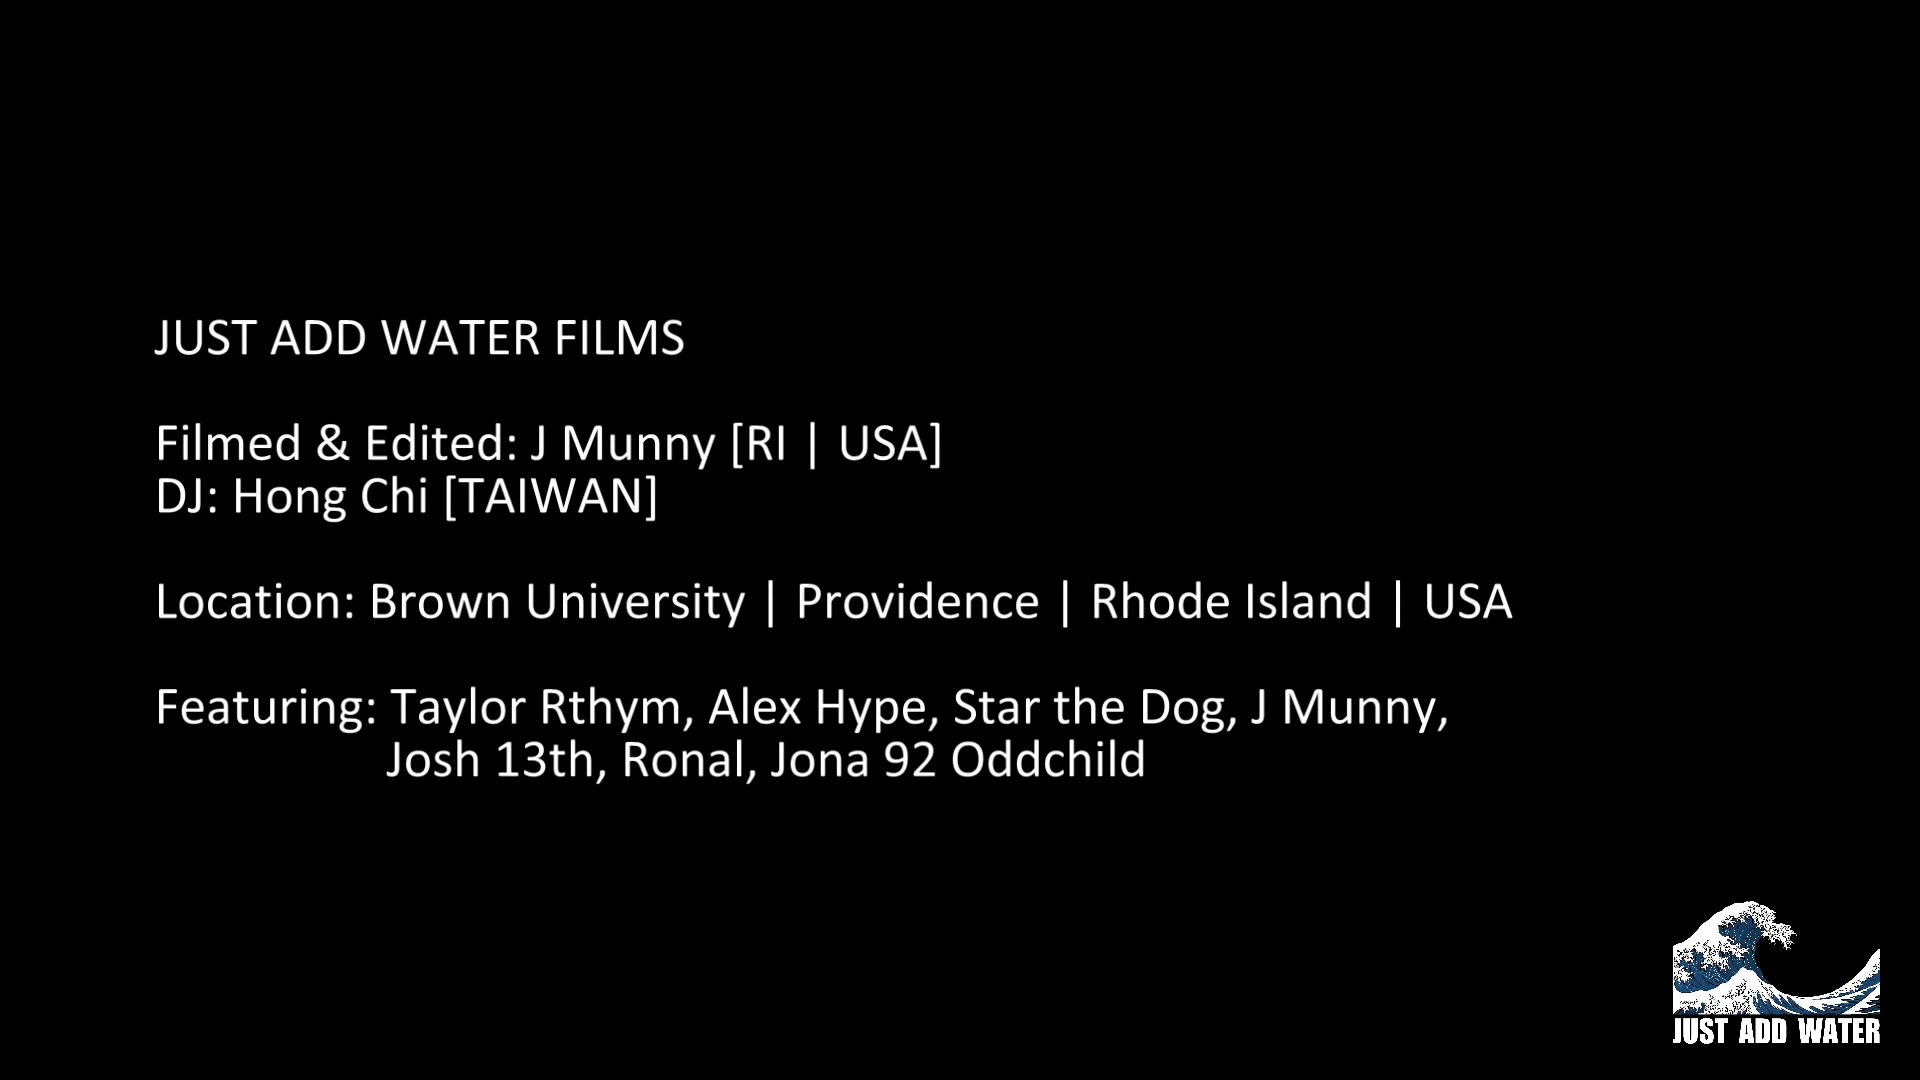 JUST ADD WATER FILMS
Filmed & Edited: J Munny [RI | USA]
DJ: Hong Chi [TAIWAN]
Location: Brown University | Providence | Rhode Island | USA
Featuring: Taylor Rthym, Alex Hype, Star the Dog, J Munny,
Josh 13th, Ronal, Jona 92 Oddchild
JUST ADD WATER